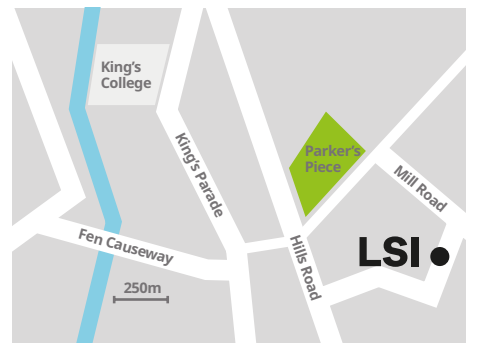 King's
College
King's Parade
Parker's
Piece
Mill Road
Fen Causeway
Hills Road
LSI
250m